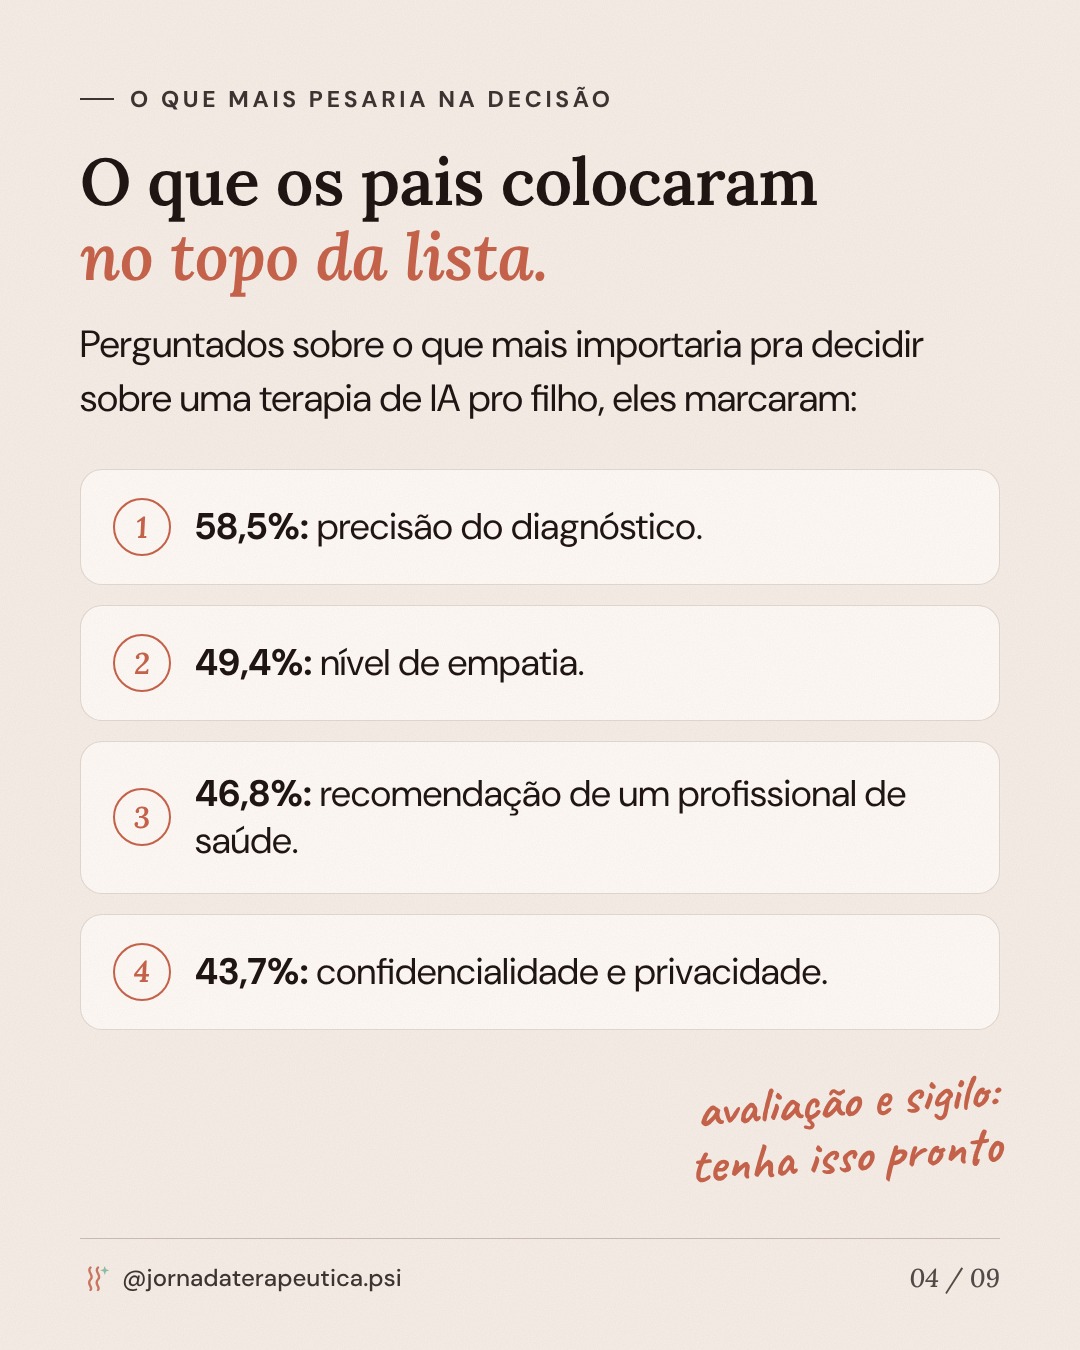 O QUE MAIS PESARIA NA DECISÃO
O que os pais colocaram
no topo da lista.
Perguntados sobre o que mais importaria pra decidir
sobre uma terapia de IA pro filho, eles marcaram:
1 58,5%: precisão do diagnóstico.
2 49,4%: nível de empatia.
3 46,8%: recomendação de um profissional de
saúde.
4 43,7%: confidencialidade e privacidade.
avaliação e sigilo:
tenha isso pronto
@jornadaterapeutica.psi
04 / 09